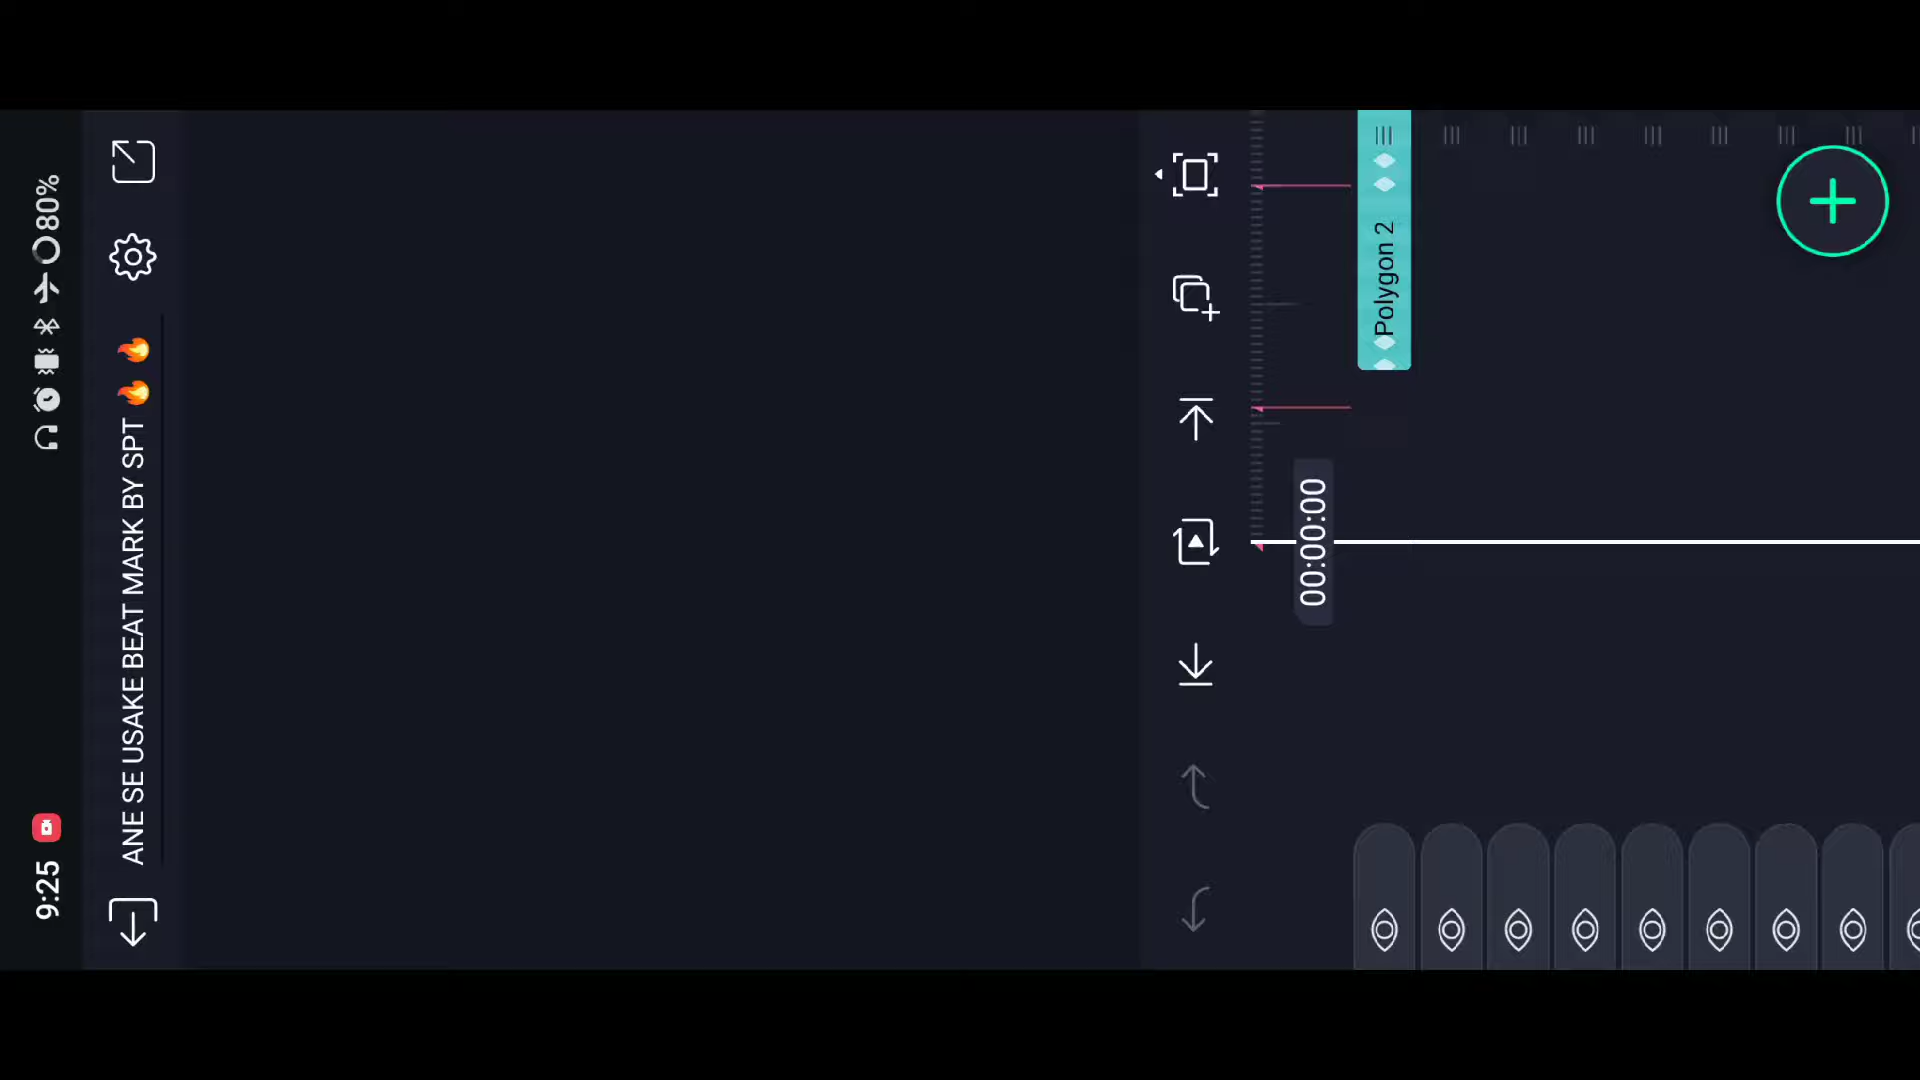 9:25
80%
ANE SE USAKE BEAT MARK BY SPT 🔥 🔥
00:00:00
Polygon 2